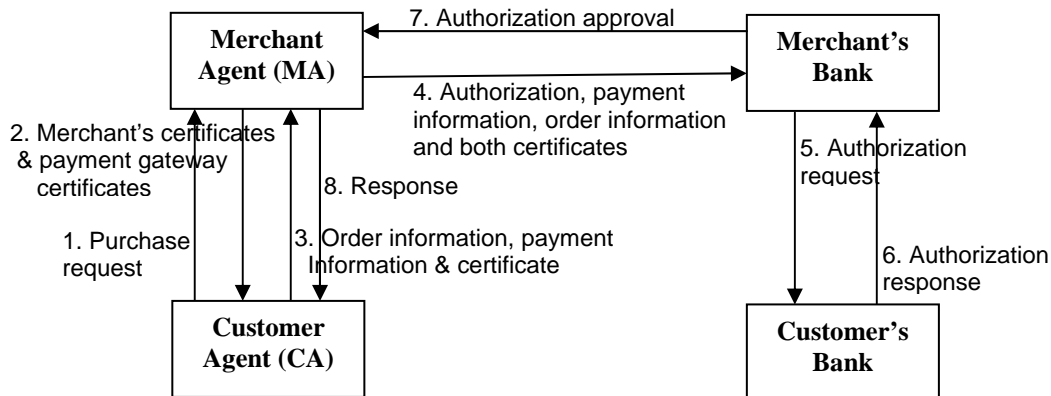 7. Authorization approval
Merchant
Agent (MA)
Merchant's
Bank
4. Authorization, payment
information, order information
and both certificates
2. Merchant's certificates
& payment gateway
certificates
5. Authorization
request
8. Response
1. Purchase
request
3. Order information, payment
Information & certificate
6. Authorization
response
Customer
Agent (CA)
Customer's
Bank